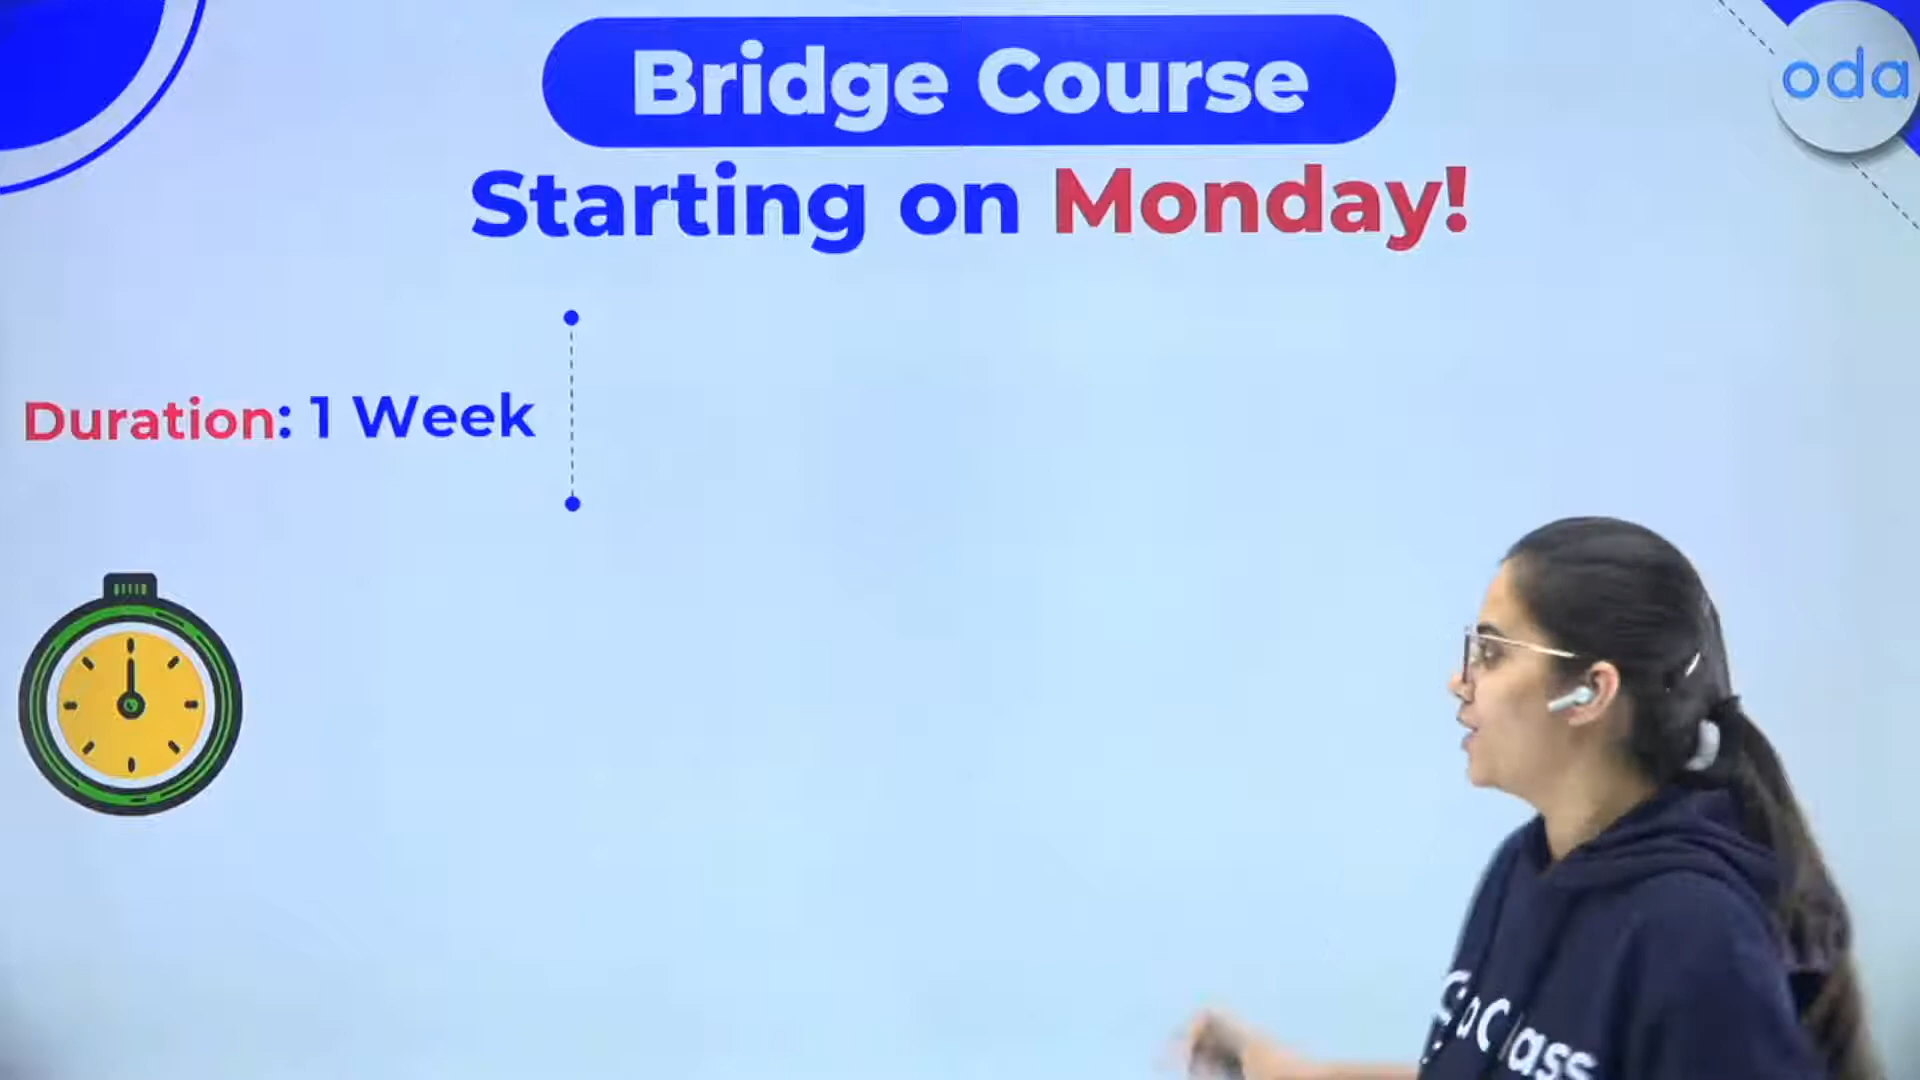 Bridge Course
oda
Starting on Monday!
Duration: 1 Week